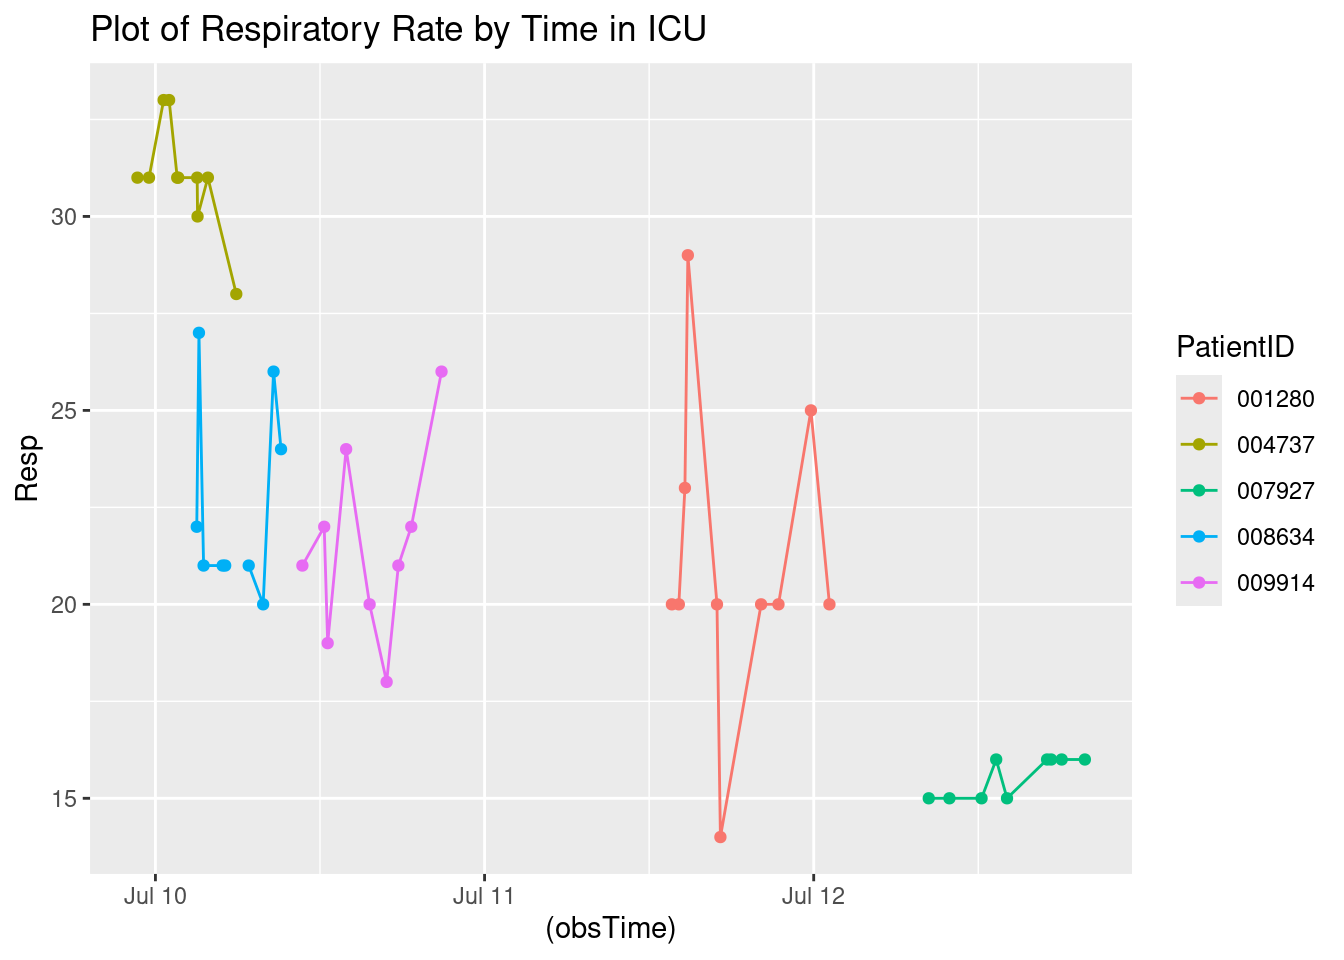 Plot of Respiratory Rate by Time in ICU
Resp
30
25
20
15
Jul 10
Jul 11
Jul 12
(obsTime)
PatientID
001280
004737
007927
008634
009914